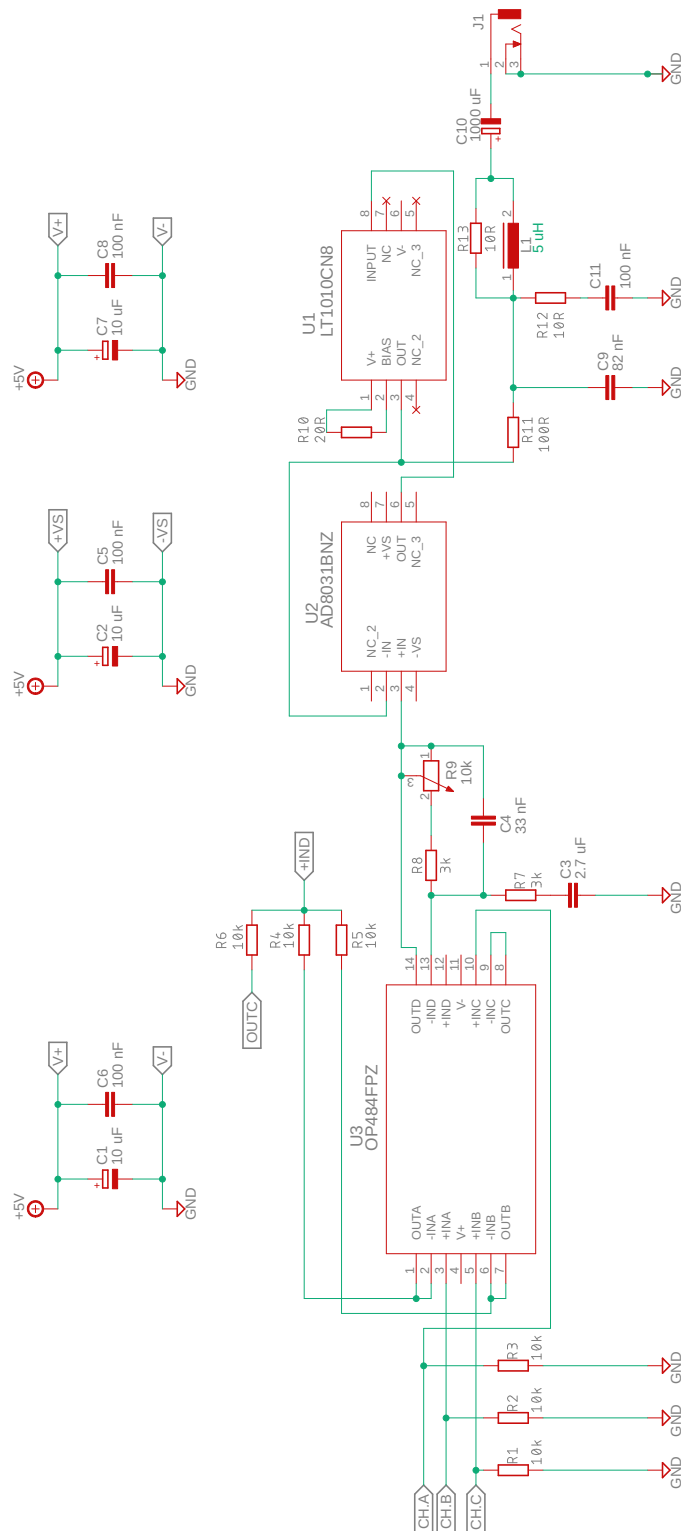 J1
1
2
3
GND
C10
1000 uF
V+
V-
C8
100 nF
C7
10 uF
+5V
GND
8
7
6
5
INPUT
NC
V-
NC_3
U1
LT1010CN8
V+
BIAS
OUT
NC_2
1
2
3
4
R10
20R
R13
10R
L1
5 uH
2
1
R12
10R
C11
100 nF
GND
C9
82 nF
GND
R11
100R
+VS
-VS
C5
100 nF
C2
10 uF
+5V
GND
8
7
6
5
NC
+VS
OUT
NC_3
U2
AD8031BNZ
NC_2
-IN
+IN
-VS
1
2
3
4
R9
10k
1
2
3
C4
33 nF
R8
3k
R7
3k
C3
2.7 uF
GND
+IND
R6
10k
R4
10k
R5
10k
OUTC
14
13
12
11
10
9
8
OUTD
-IND
+IND
V-
+INC
-INC
OUTC
U3
OP484FPZ
OUTA
-INA
+INA
V+
+INB
-INB
OUTB
1
2
3
4
5
6
7
V+
V-
C6
100 nF
C1
10 uF
+5V
GND
R3
10k
GND
R2
10k
GND
R1
10k
GND
CH.A
CH.B
CH.C